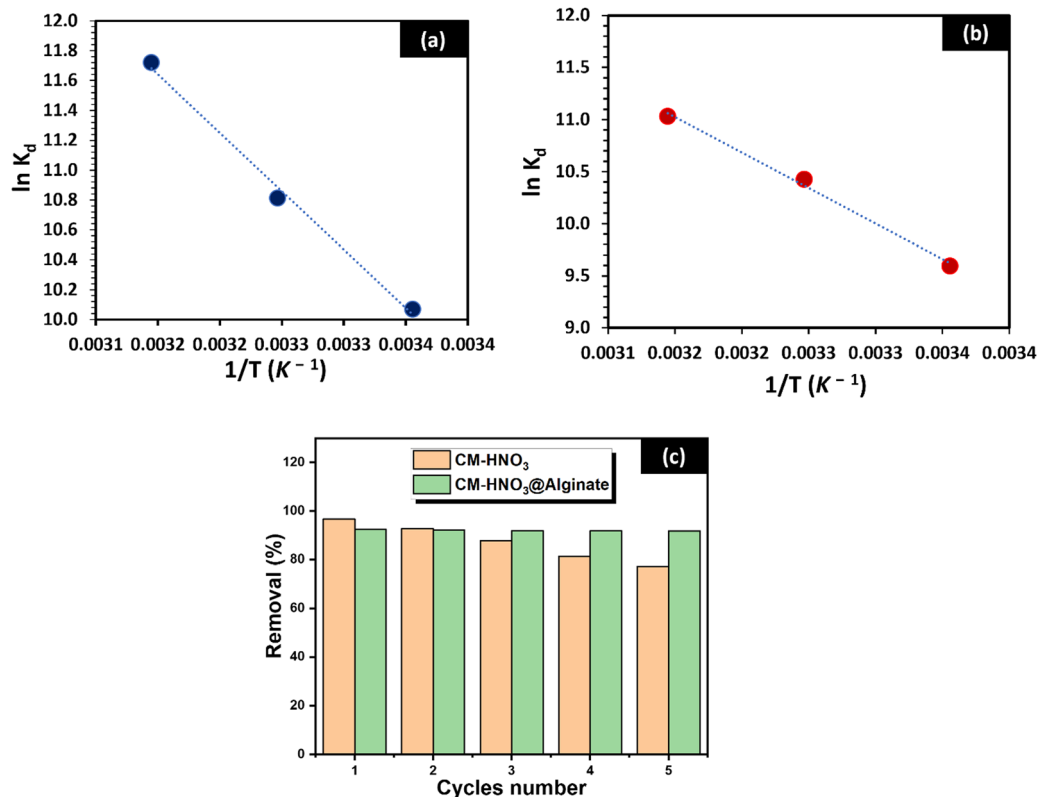 (a)
ln K_d
12.0
11.8
11.6
11.4
11.2
11.0
10.8
10.6
10.4
10.2
10.0
0.0031 0.0032 0.0032 0.0033 0.0033 0.0034 0.0034
1/T (K⁻¹)
(b)
ln K_d
12.0
11.5
11.0
10.5
10.0
9.5
9.0
0.0031 0.0032 0.0032 0.0033 0.0033 0.0034 0.0034
1/T (K⁻¹)
(c)
CM-HNO₃
CM-HNO₃@Alginate
Removal (%)
120
100
80
60
40
20
0
1 2 3 4 5
Cycles number